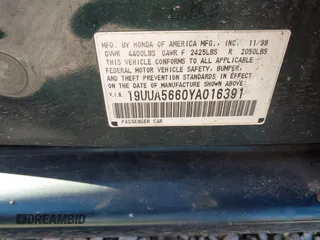 MFD. BY HONDA OF AMERICA MFG., INC. 11/99
GVWR 4400LBS GAWR F 2425LBS R 2050LBS
THIS VEHICLE CONFORMS TO ALL APPLICABLE
FEDERAL MOTOR VEHICLE SAFETY, BUMPER,
AND THEFT PREVENTION STANDARDS IN EFFECT
ON THE DATE OF MANUFACTURE SHOWN ABOVE.
V.I.N. 19UUA5660YA016391
PASSENGER CAR
DREAMBID